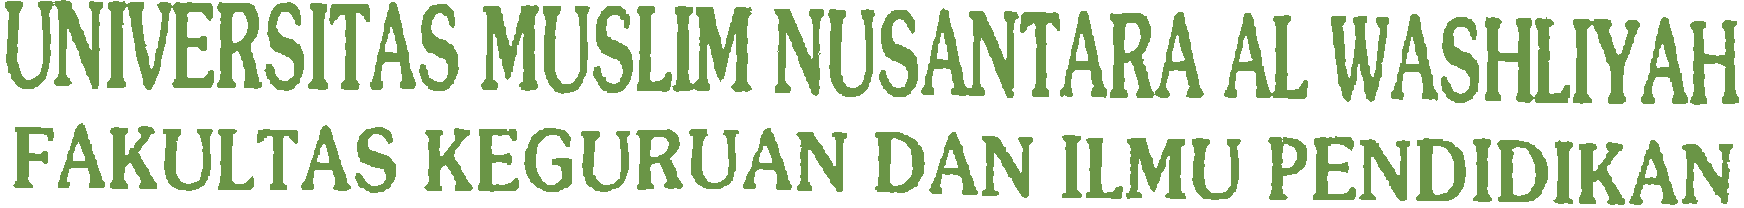 UNIVERSITAS MUSLIM NUSANTARA AL WASHLIYAH
FAKULTAS KEGURUAN DAN ILMU PENDIDIKAN